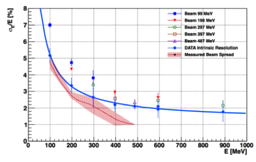 σE/E [%]
8
7
6
5
4
3
2
1
0
0 100 200 300 400 500 600 700 800 900 1000
E [MeV]
Beam 98 MeV
Beam 198 MeV
Beam 297 MeV
Beam 397 MeV
Beam 487 MeV
DATA Intrinsic Resolution
Measured Beam Spread